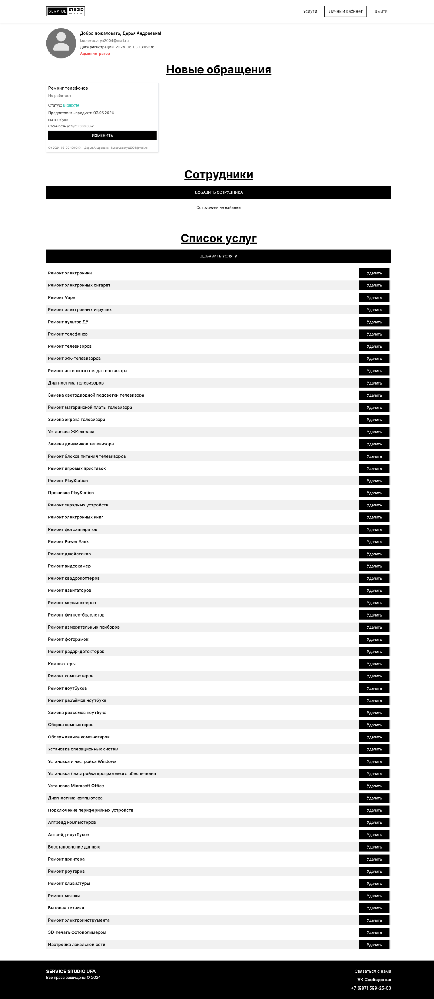 SERVICE STUDIO
BY KIRILL
Услуги
Личный кабинет
Выйти
Добро пожаловать, Дарья Андреевна!
kuraevadarya2004@mail.ru
Дата регистрации: 2024-06-03 18:09:36
Администратор
Новые обращения
Ремонт телефонов
Не работает
Статус: В работе
Предоставить предмет: 03.06.2024
ща все будет
Стоимость услуг: 2000.00 ₽
ИЗМЕНИТЬ
От 2024-06-03 18:09:54 | Дарья Андреевна | kuraevadarya2004@mail.ru
Сотрудники
ДОБАВИТЬ СОТРУДНИКА
Сотрудники не найдены
Список услуг
ДОБАВИТЬ УСЛУГУ
Ремонт электроники Удалить
Ремонт электронных сигарет Удалить
Ремонт Vape Удалить
Ремонт электронных игрушек Удалить
Ремонт пультов ДУ Удалить
Ремонт телефонов Удалить
Ремонт телевизоров Удалить
Ремонт ЖК-телевизоров Удалить
Ремонт антенного гнезда телевизора Удалить
Диагностика телевизоров Удалить
Замена светодиодной подсветки телевизора Удалить
Ремонт материнской платы телевизора Удалить
Замена экрана телевизора Удалить
Установка ЖК-экрана Удалить
Замена динамиков телевизора Удалить
Ремонт блоков питания телевизоров Удалить
Ремонт игровых приставок Удалить
Ремонт PlayStation Удалить
Прошивка PlayStation Удалить
Ремонт зарядных устройств Удалить
Ремонт электронных книг Удалить
Ремонт фотоаппаратов Удалить
Ремонт Power Bank Удалить
Ремонт джойстиков Удалить
Ремонт видеокамер Удалить
Ремонт квадрокоптеров Удалить
Ремонт навигаторов Удалить
Ремонт медиаплееров Удалить
Ремонт фитнес-браслетов Удалить
Ремонт измерительных приборов Удалить
Ремонт фоторамок Удалить
Ремонт радар-детекторов Удалить
Компьютеры Удалить
Ремонт компьютеров Удалить
Ремонт ноутбуков Удалить
Ремонт разъёмов ноутбука Удалить
Замена разъёмов ноутбука Удалить
Сборка компьютеров Удалить
Обслуживание компьютеров Удалить
Установка операционных систем Удалить
Установка и настройка Windows Удалить
Установка / настройка программного обеспечения Удалить
Установка Microsoft Office Удалить
Диагностика компьютера Удалить
Подключение периферийных устройств Удалить
Апгрейд компьютеров Удалить
Апгрейд ноутбуков Удалить
Восстановление данных Удалить
Ремонт принтера Удалить
Ремонт роутеров Удалить
Ремонт клавиатуры Удалить
Ремонт мышки Удалить
Бытовая техника Удалить
Ремонт электроинструмента Удалить
3D-печать фотополимером Удалить
Настройка локальной сети Удалить
SERVICE STUDIO UFA
Все права защищены © 2024
Связаться с нами
VK Сообщество
+7 (987) 599-25-03